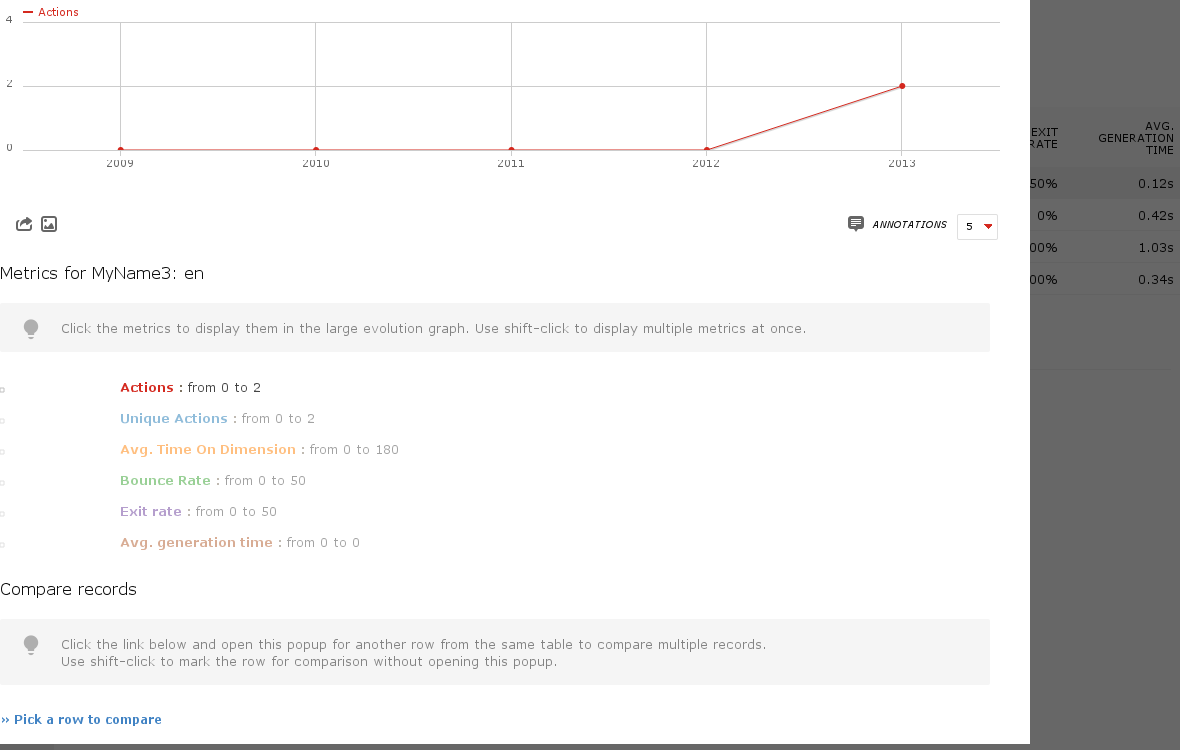 Actions
4
2
0
2009 2010 2011 2012 2013
ANNOTATIONS 5
Metrics for MyName3: en
Click the metrics to display them in the large evolution graph. Use shift-click to display multiple metrics at once.
Actions : from 0 to 2
Unique Actions : from 0 to 2
Avg. Time On Dimension : from 0 to 180
Bounce Rate : from 0 to 50
Exit rate : from 0 to 50
Avg. generation time : from 0 to 0
Compare records
Click the link below and open this popup for another row from the same table to compare multiple records.
Use shift-click to mark the row for comparison without opening this popup.
» Pick a row to compare
EXIT
RATE
AVG.
GENERATION
TIME
50% 0.12s
0% 0.42s
00% 1.03s
00% 0.34s